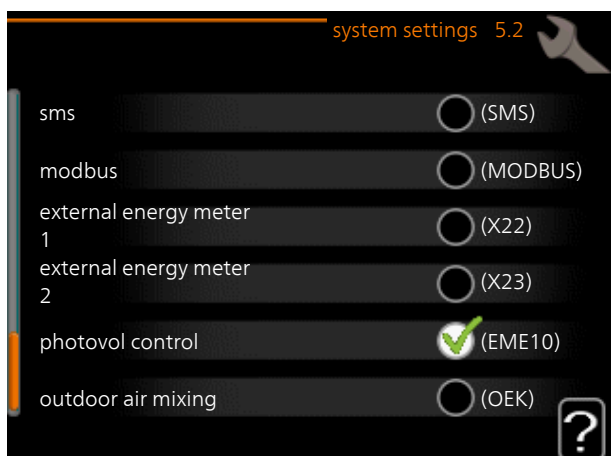 system settings 5.2
sms (SMS)
modbus (MODBUS)
external energy meter
1 (X22)
external energy meter
2 (X23)
photovol control (EME10)
outdoor air mixing (OEK)
?